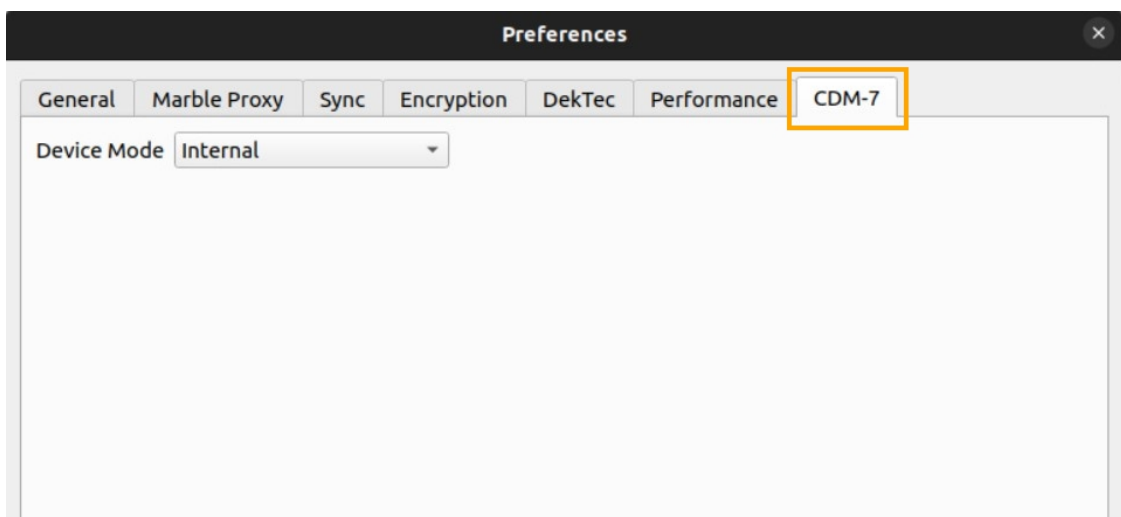 Preferences
General Marble Proxy Sync Encryption DekTec Performance CDM-7
Device Mode Internal